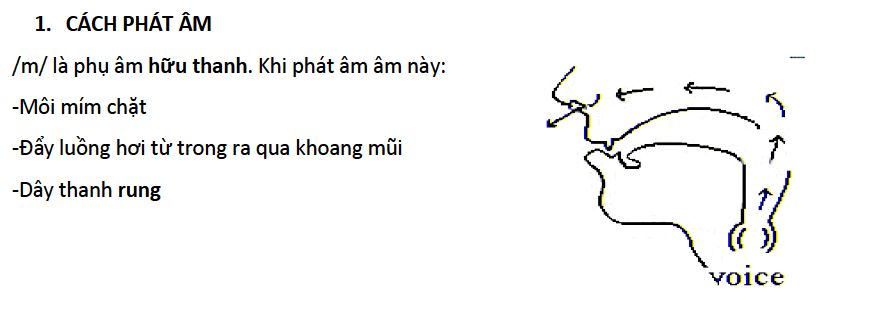 1. CÁCH PHÁT ÂM
/m/ là phụ âm hữu thanh. Khi phát âm âm này:
-Môi mím chặt
-Đẩy luồng hơi từ trong ra qua khoang mũi
-Dây thanh rung
voice